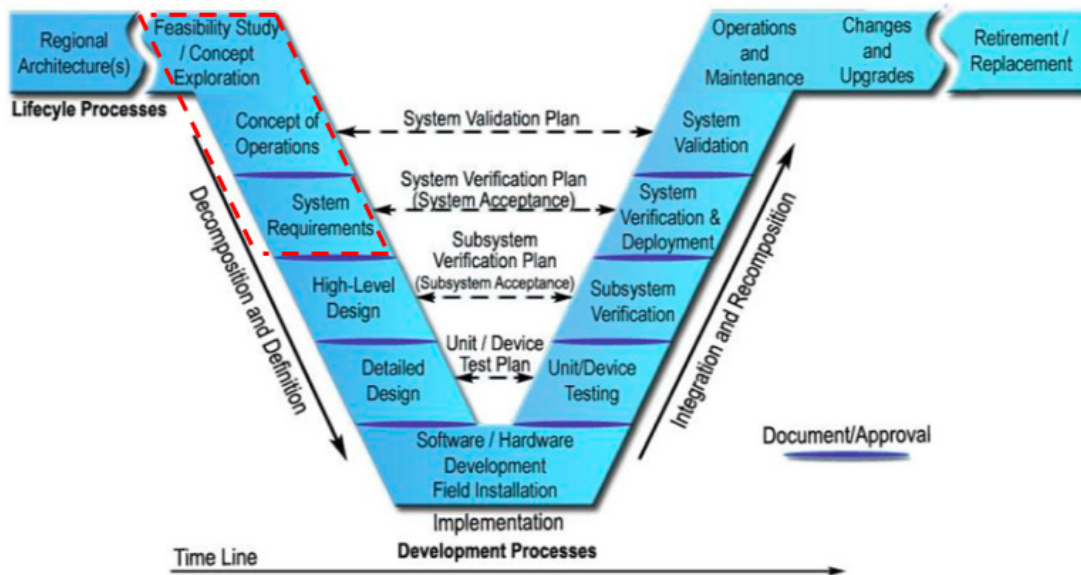 Regional
Architecture(s)
Feasibility Study
/ Concept
Exploration
Operations
and
Maintenance
Changes
and
Upgrades
Retirement /
Replacement
Lifecyle Processes
Concept of
Operations
System Validation Plan
System
Validation
System
Requirements
System Verification Plan
(System Acceptance)
System
Verification &
Deployment
Decomposition and Definition
High-Level
Design
Subsystem
Verification Plan
(Subsystem Acceptance)
Subsystem
Verification
Integration and Recomposition
Detailed
Design
Unit / Device
Test Plan
Unit/Device
Testing
Software / Hardware
Development
Field Installation
Document/Approval
Implementation
Development Processes
Time Line